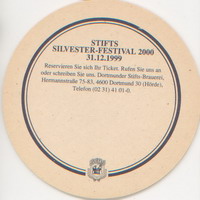 STIFTS
SILVESTER-FESTIVAL 2000
31.12.1999
Reservieren Sie sich Ihr Ticket. Rufen Sie uns an
oder schreiben Sie uns. Dortmunder Stifts-Brauerei,
Hermannstraße 75-83, 4600 Dortmund 30 (Hörde),
Telefon (02 31) 41.01-0.